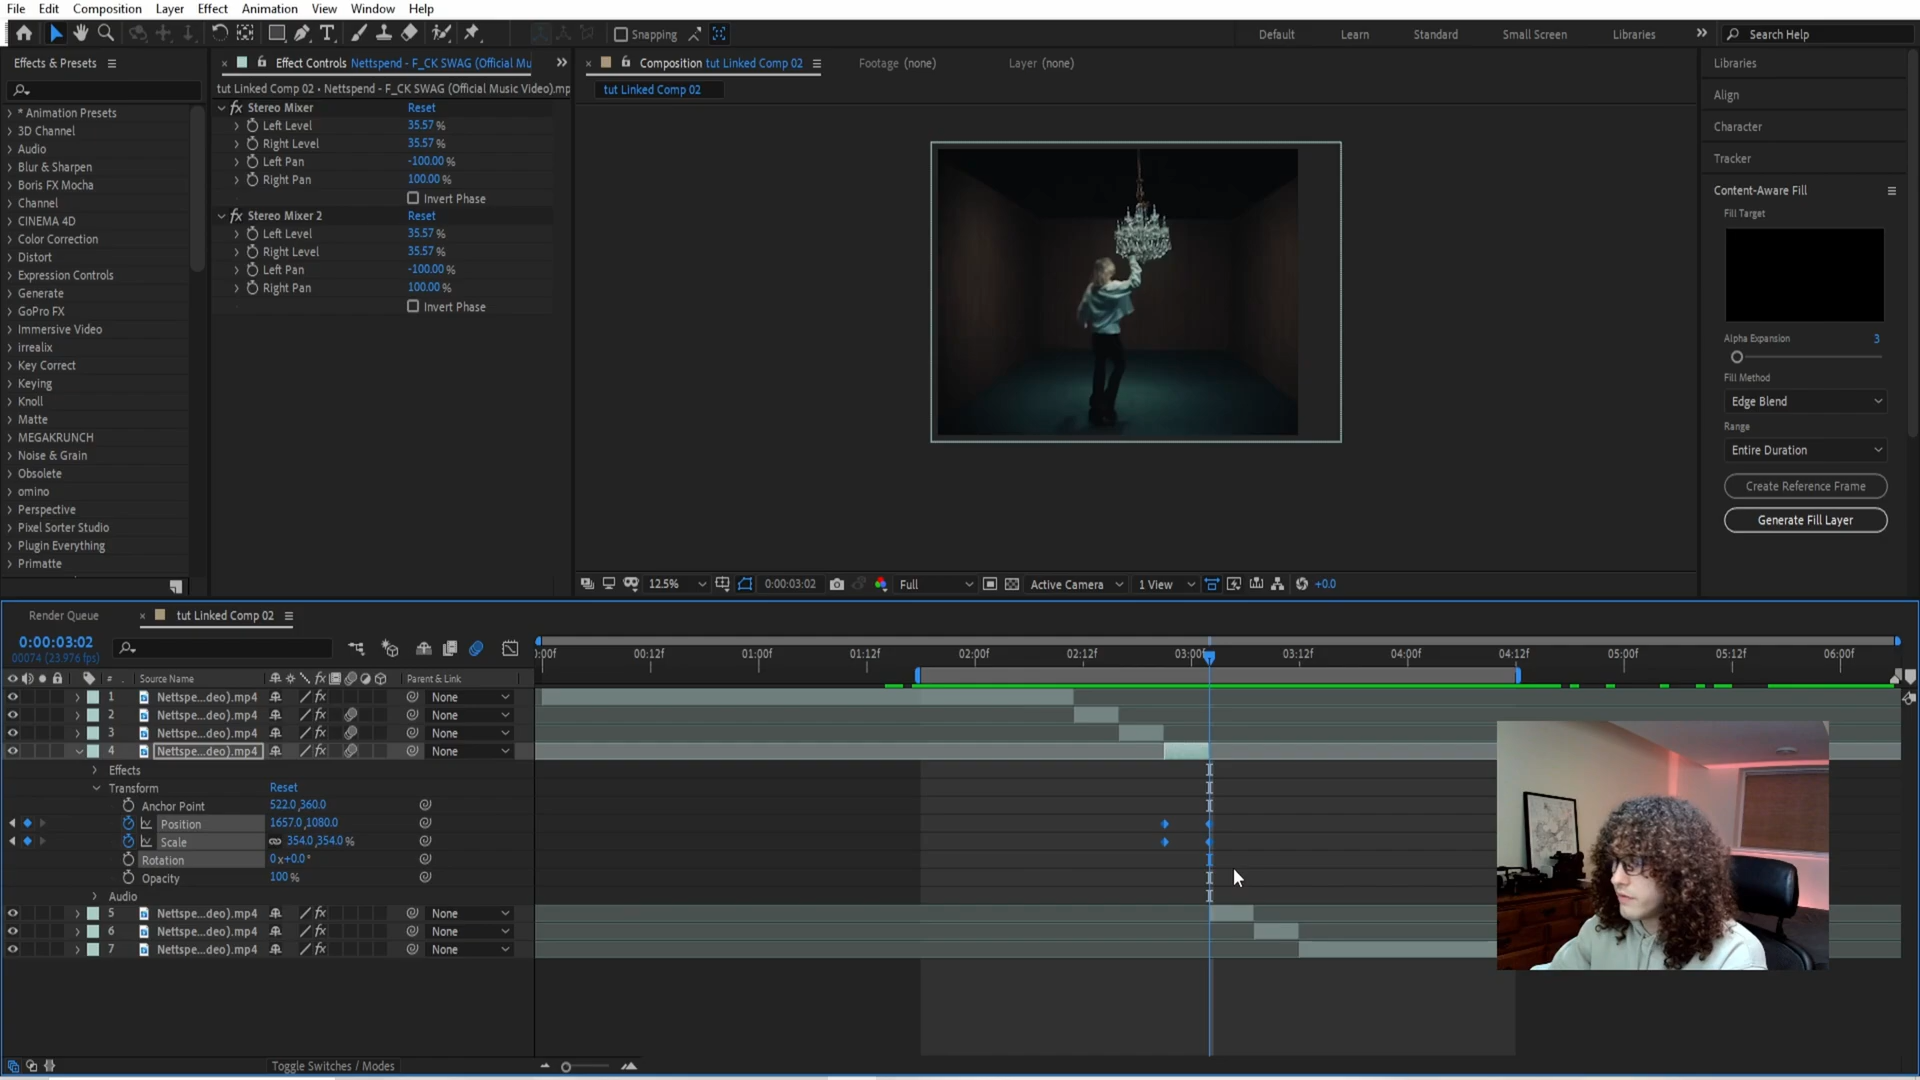 File Edit Composition Layer Effect Animation View Window Help
Snapping
Default Learn Standard Small Screen Libraries Search Help
Effects & Presets
* Animation Presets
3D Channel
Audio
Blur & Sharpen
Boris FX Mocha
Channel
CINEMA 4D
Color Correction
Distort
Expression Controls
Generate
GoPro FX
Immersive Video
irrealix
Key Correct
Keying
Knoll
Matte
MEGAKRUNCH
Noise & Grain
Obsolete
omino
Perspective
Pixel Sorter Studio
Plugin Everything
Primatte
Effect Controls Nettspend - F_CK SWAG (Official Mu
tut Linked Comp 02 • Nettspend - F_CK SWAG (Official Music Video).mp
fx Stereo Mixer Reset
Left Level 35.57 %
Right Level 35.57 %
Left Pan -100.00 %
Right Pan 100.00 %
Invert Phase
fx Stereo Mixer 2 Reset
Left Level 35.57 %
Right Level 35.57 %
Left Pan -100.00 %
Right Pan 100.00 %
Invert Phase
Composition tut Linked Comp 02 Footage (none) Layer (none)
tut Linked Comp 02
12.5% 0:00:03:02 Full Active Camera 1 View +0.0
Libraries
Align
Character
Tracker
Content-Aware Fill
Fill Target
Alpha Expansion 3
Fill Method
Edge Blend
Range
Entire Duration
Create Reference Frame
Generate Fill Layer
Render Queue tut Linked Comp 02
0:00:03:02
00074 (23.976 fps)
:00f 00:12f 01:00f 01:12f 02:00f 02:12f 03:00f 03:12f 04:00f 04:12f 05:00f 05:12f 06:00f
# Source Name fx Parent & Link
1 Nettspe...deo).mp4 fx None
2 Nettspe...deo).mp4 fx None
3 Nettspe...deo).mp4 fx None
4 Nettspe...deo).mp4 fx None
Effects
Transform Reset
Anchor Point 522.0,360.0
Position 1657.0,1080.0
Scale 354.0,354.0 %
Rotation 0x+0.0°
Opacity 100 %
Audio
5 Nettspe...deo).mp4 fx None
6 Nettspe...deo).mp4 fx None
7 Nettspe...deo).mp4 fx None
Toggle Switches / Modes